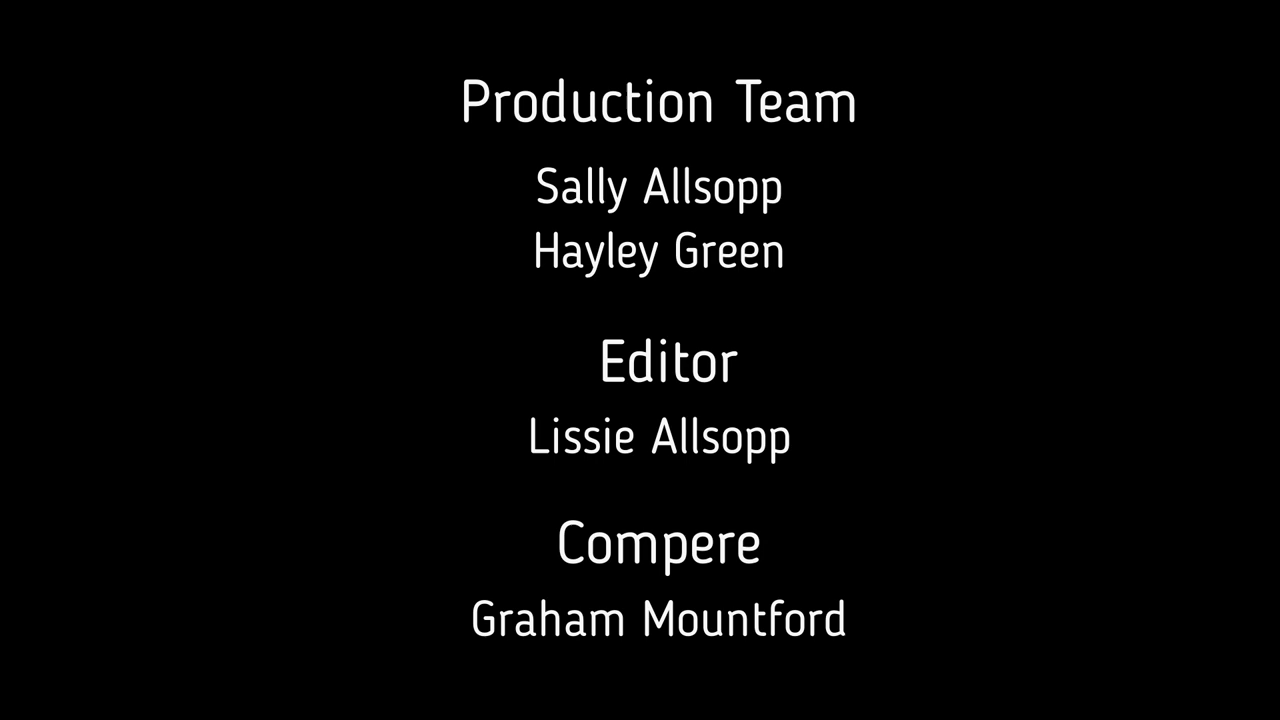 Production Team
Sally Allsopp
Hayley Green
Editor
Lissie Allsopp
Compere
Graham Mountford